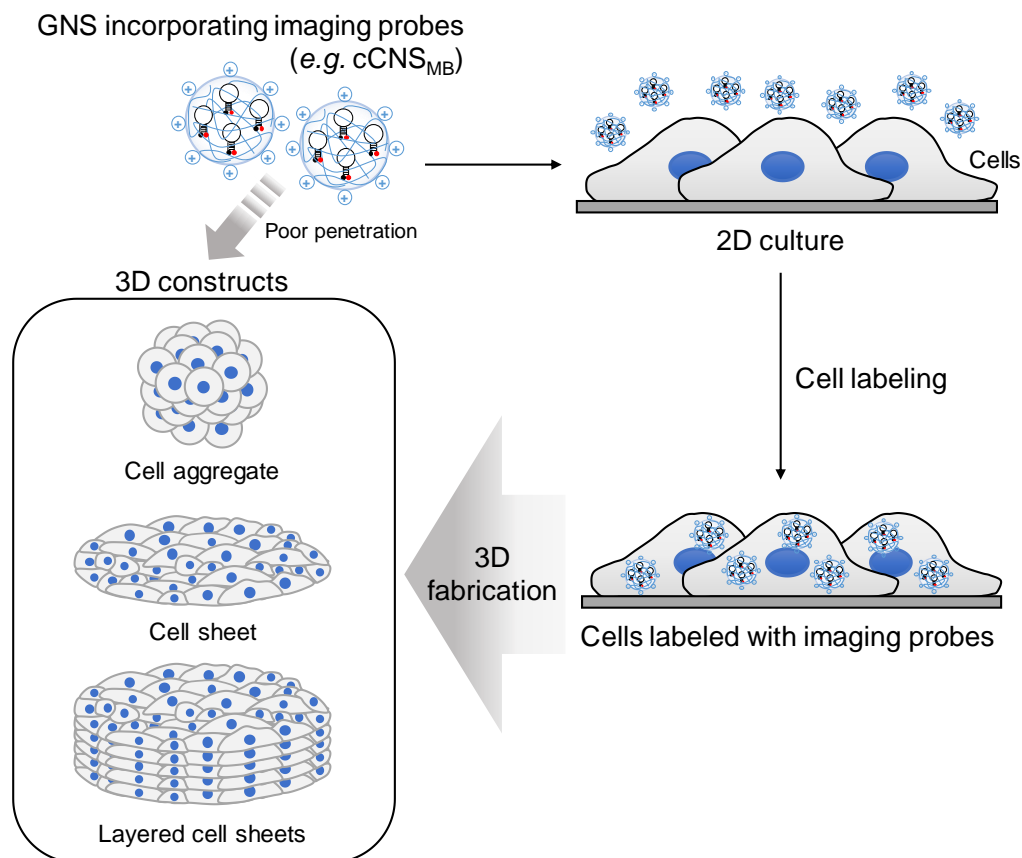 GNS incorporating imaging probes
(e.g. cCNSMB)
Cells
Poor penetration
2D culture
3D constructs
Cell labeling
Cell aggregate
3D
fabrication
Cell sheet
Cells labeled with imaging probes
Layered cell sheets